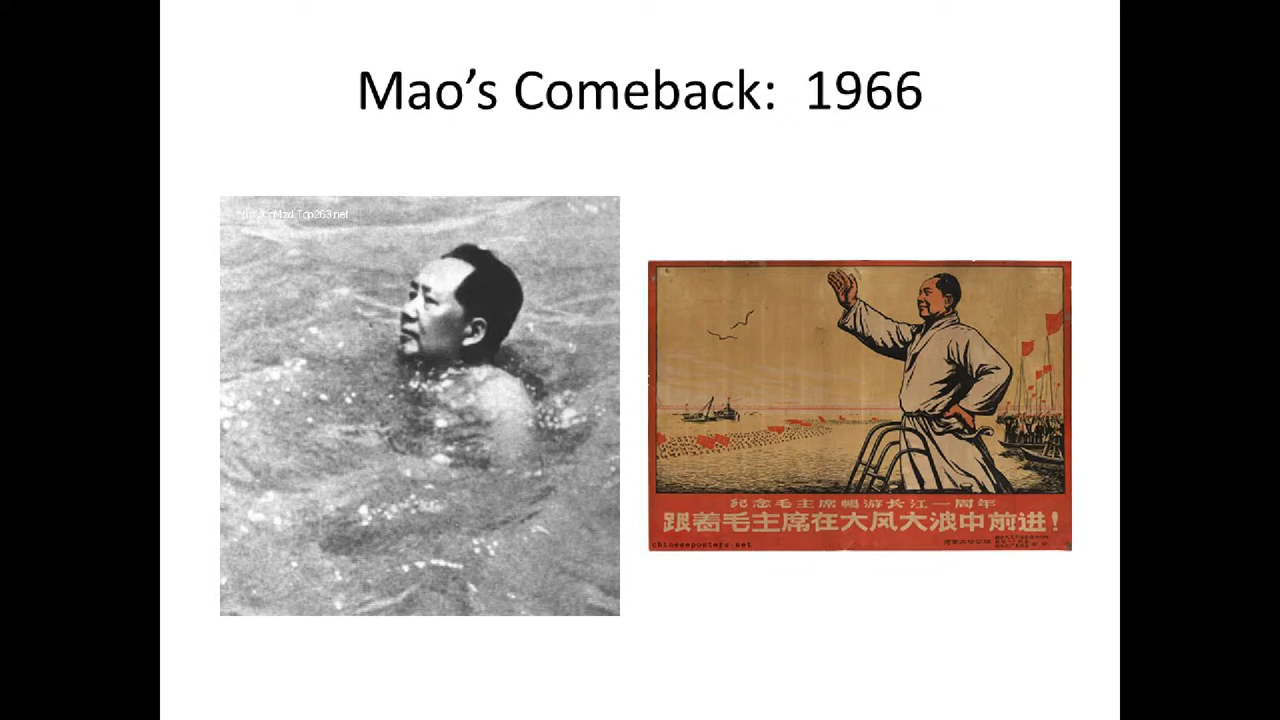 Mao's Comeback:  1966
纪念毛主席畅游长江一周年
跟着毛主席在大风大浪中前进!
chineseposters.net